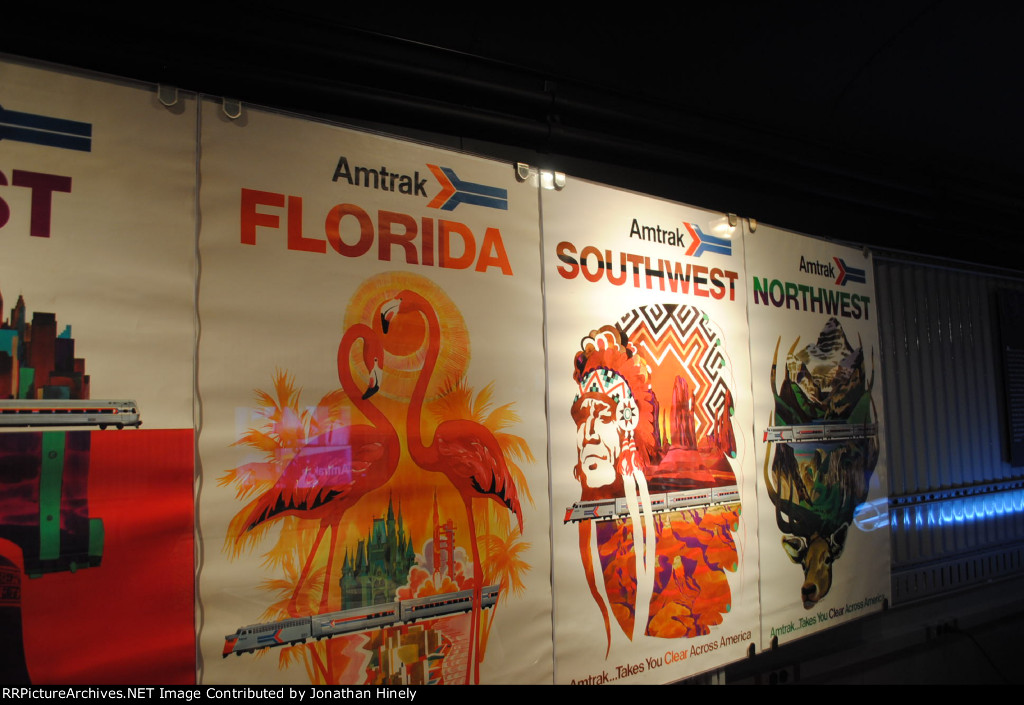 ST
Amtrak
FLORIDA
Amtrak
SOUTHWEST
Amtrak...Takes You Clear Across America
Amtrak
NORTHWEST
Amtrak...Takes You Clear Across America
RRPictureArchives.NET Image Contributed by Jonathan Hinely